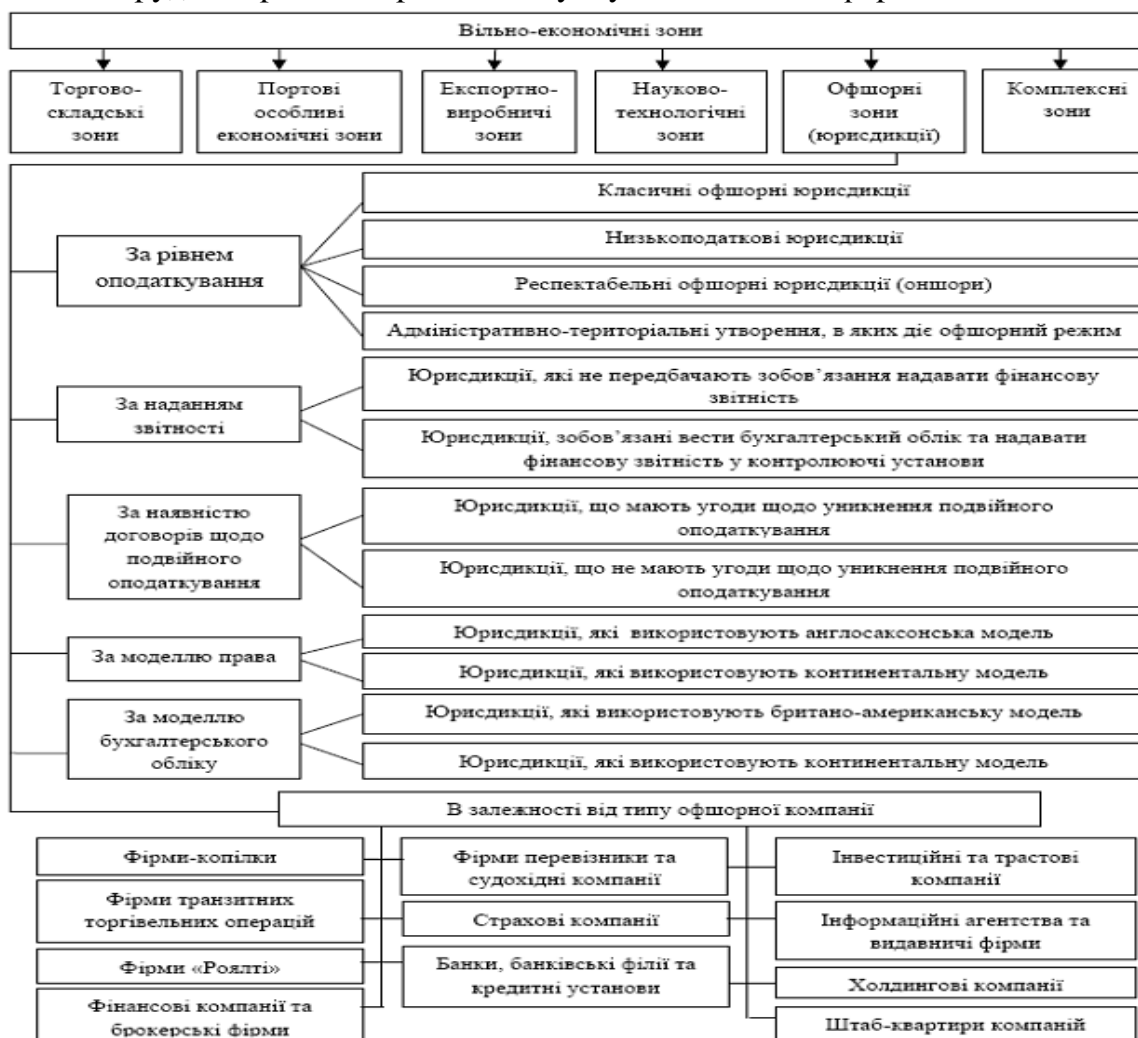 Вільно-економічні зони
Торгово-
складські
зони
Портові
особливі
економічні зони
Експортно-
виробничі
зони
Науково-
технологічні
зони
Офшорні
зони
(юрисдикції)
Комплексні
зони
За рівнем
оподаткування
Класичні офшорні юрисдикції
Низькоподаткові юрисдикції
Респектабельні офшорні юрисдикції (оншори)
Адміністративно-територіальні утворення, в яких діє офшорний режим
За наданням
звітності
Юрисдикції, які не передбачають зобов’язання надавати фінансову
звітність
Юрисдикції, зобов’язані вести бухгалтерський облік та надавати
фінансову звітність у контролюючі установи
За наявністю
договорів щодо
подвійного
оподаткування
Юрисдикції, що мають угоди щодо уникнення подвійного
оподаткування
Юрисдикції, що не мають угоди щодо уникнення подвійного
оподаткування
За моделлю права
Юрисдикції, які використовують англосаксонська модель
Юрисдикції, які використовують континентальну модель
За моделлю
бухгалтерського
обліку
Юрисдикції, які використовують британо-американську модель
Юрисдикції, які використовують континентальну модель
В залежності від типу офшорної компанії
Фірми-копілки
Фірми транзитних
торгівельних операцій
Фірми «Роялті»
Фінансові компанії та
брокерські фірми
Фірми перевізники та
судохідні компанії
Страхові компанії
Банки, банківські філії та
кредитні установи
Інвестиційні та трастові
компанії
Інформаційні агентства та
видавничі фірми
Холдингові компанії
Штаб-квартири компаній